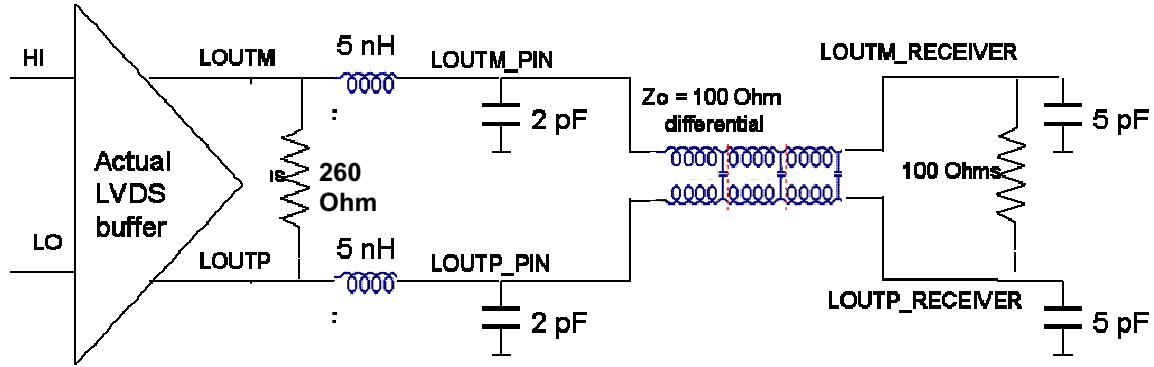 HI
LOUTM
5 nH
LOUTM_PIN
2 pF
Zo = 100 Ohm
differential
LOUTM_RECEIVER
5 pF
Actual
LVDS
buffer
260
Ohm
100 Ohms
LO
LOUTP
5 nH
LOUTP_PIN
2 pF
LOUTP_RECEIVER
5 pF